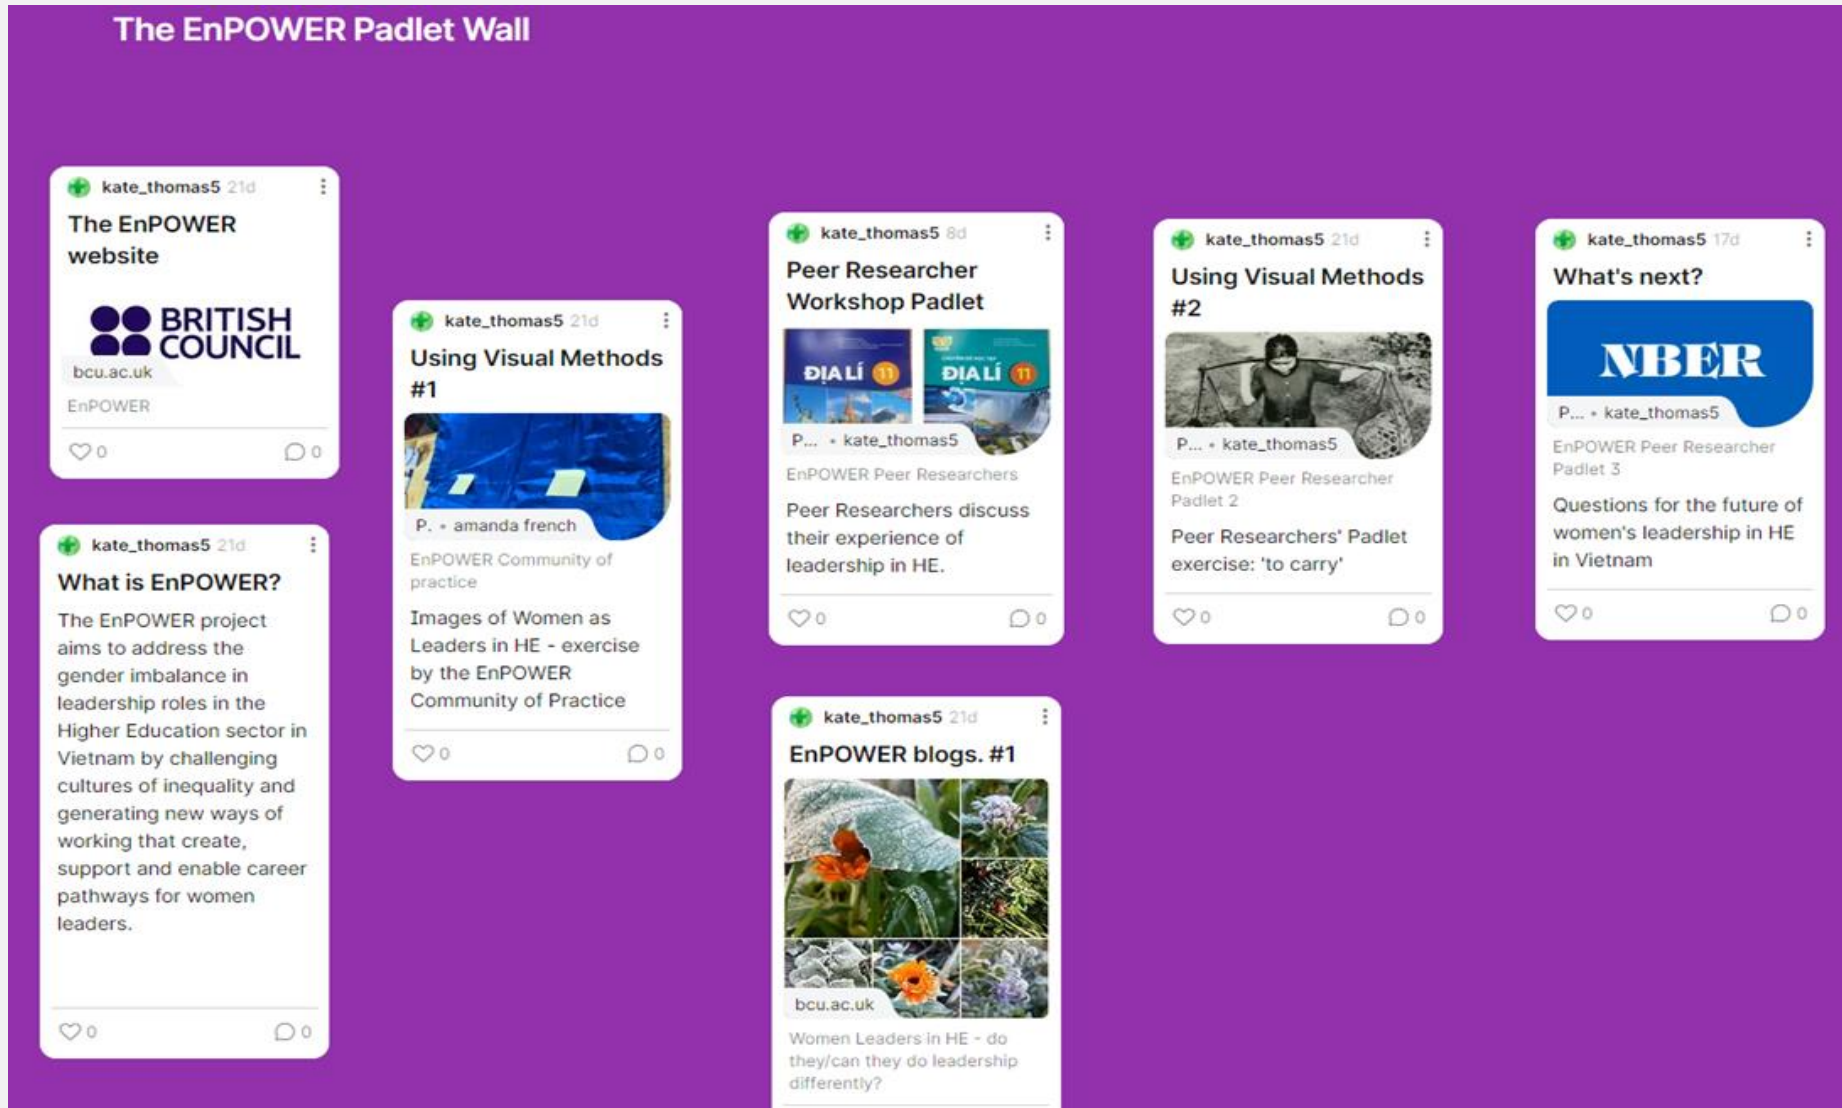 The EnPOWER Padlet Wall
kate_thomas5 21d
The EnPOWER
website
BRITISH
COUNCIL
bcu.ac.uk
EnPOWER
0 0
kate_thomas5 21d
What is EnPOWER?
The EnPOWER project
aims to address the
gender imbalance in
leadership roles in the
Higher Education sector in
Vietnam by challenging
cultures of inequality and
generating new ways of
working that create,
support and enable career
pathways for women
leaders.
0 0
kate_thomas5 21d
Using Visual Methods
#1
P. • amanda french
EnPOWER Community of
practice
Images of Women as
Leaders in HE - exercise
by the EnPOWER
Community of Practice
0 0
kate_thomas5 8d
Peer Researcher
Workshop Padlet
ĐỊA LÍ 11
ĐỊA LÍ 11
P... • kate_thomas5
EnPOWER Peer Researchers
Peer Researchers discuss
their experience of
leadership in HE.
0 0
kate_thomas5 21d
EnPOWER blogs. #1
bcu.ac.uk
Women Leaders in HE - do
they/can they do leadership
differently?
kate_thomas5 21d
Using Visual Methods
#2
P... • kate_thomas5
EnPOWER Peer Researcher
Padlet 2
Peer Researchers' Padlet
exercise: 'to carry'
0 0
kate_thomas5 17d
What's next?
NBER
P... • kate_thomas5
EnPOWER Peer Researcher
Padlet 3
Questions for the future of
women's leadership in HE
in Vietnam
0 0